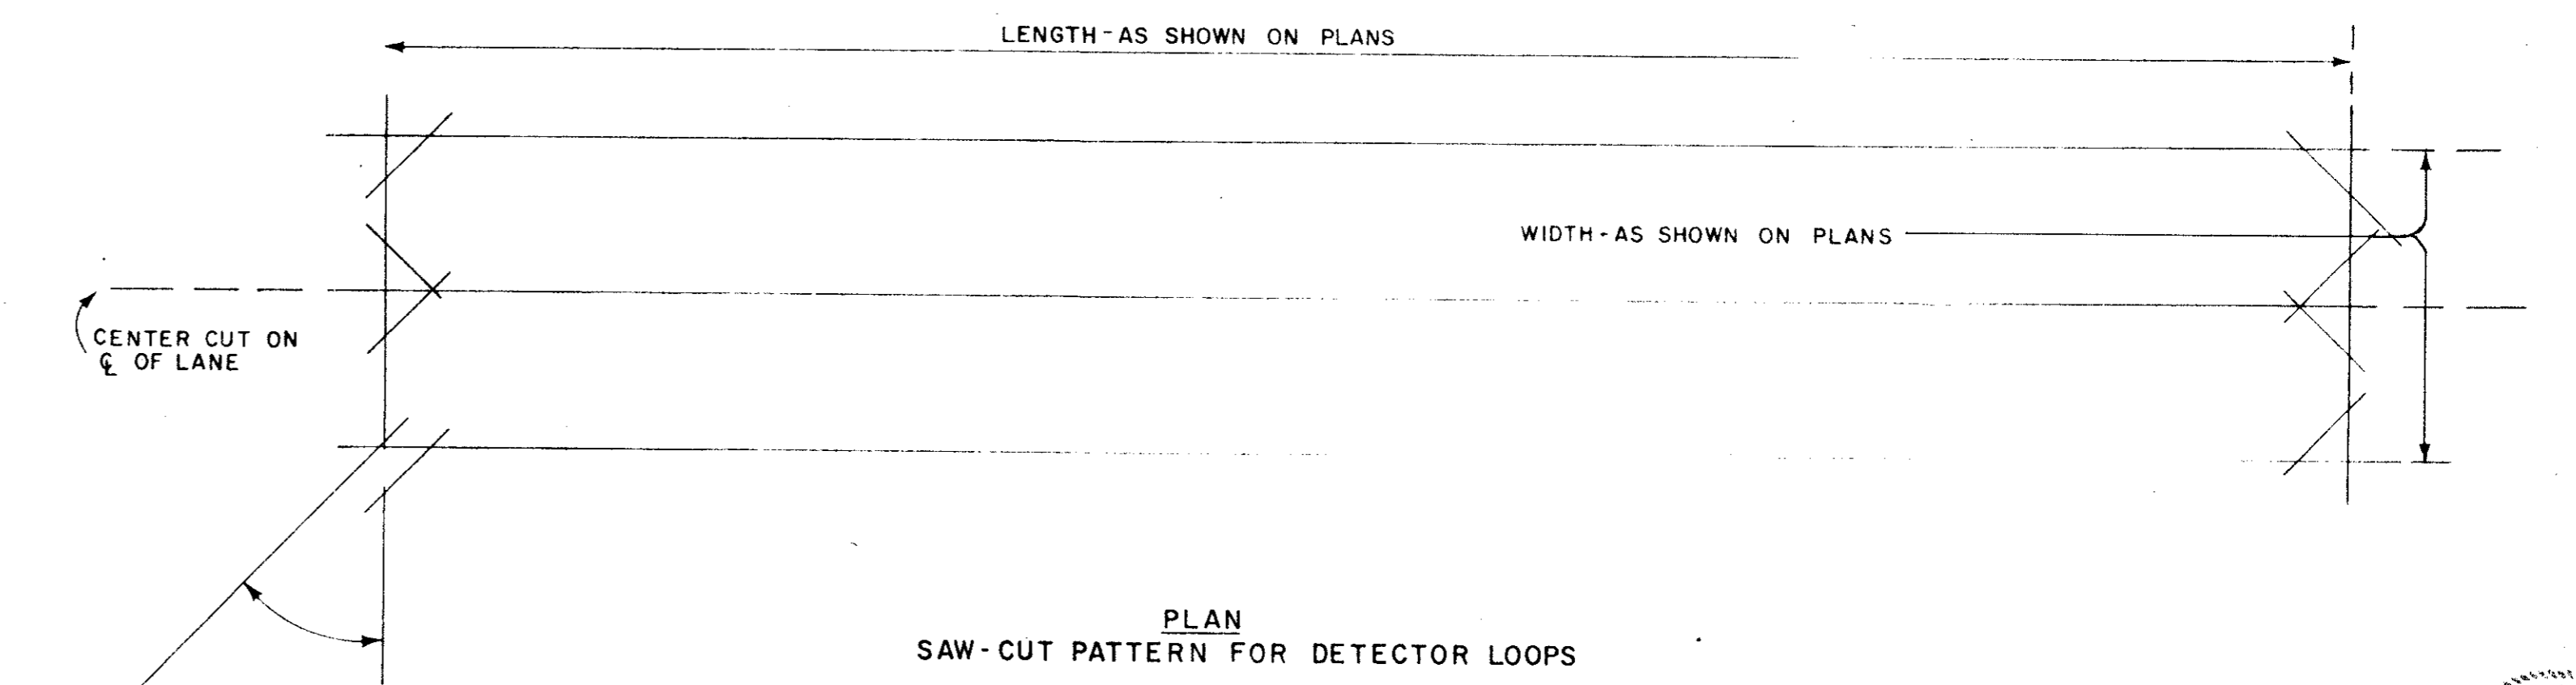 LENGTH-AS SHOWN ON PLANS
WIDTH-AS SHOWN ON PLANS
CENTER CUT ON
℄ OF LANE
PLAN
SAW-CUT PATTERN FOR DETECTOR LOOPS